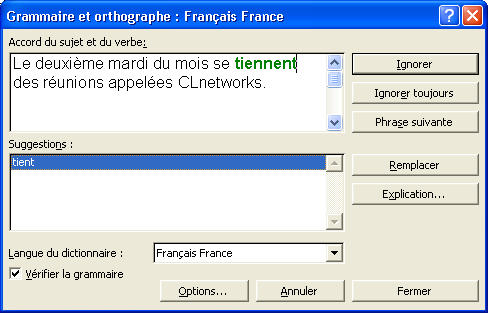 Grammaire et orthographe : Français France
Accord du sujet et du verbe:
Le deuxième mardi du mois se tiennent
des réunions appelées CLnetworks.
Ignorer
Ignorer toujours
Phrase suivante
Suggestions :
tient
Remplacer
Explication...
Langue du dictionnaire :
Français France
Vérifier la grammaire
Options...
Annuler
Fermer